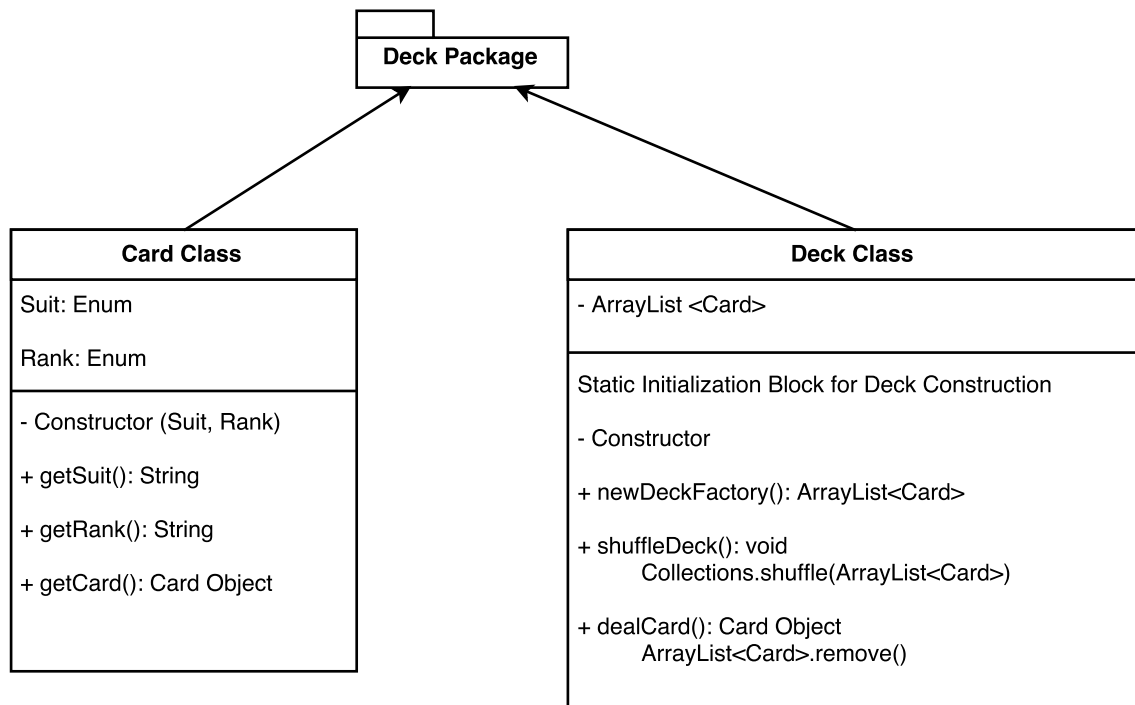 Deck Package
Card Class
Suit: Enum
Rank: Enum
- Constructor (Suit, Rank)
+ getSuit(): String
+ getRank(): String
+ getCard(): Card Object
Deck Class
- ArrayList <Card>
Static Initialization Block for Deck Construction
- Constructor
+ newDeckFactory(): ArrayList<Card>
+ shuffleDeck(): void
Collections.shuffle(ArrayList<Card>)
+ dealCard(): Card Object
ArrayList<Card>.remove()